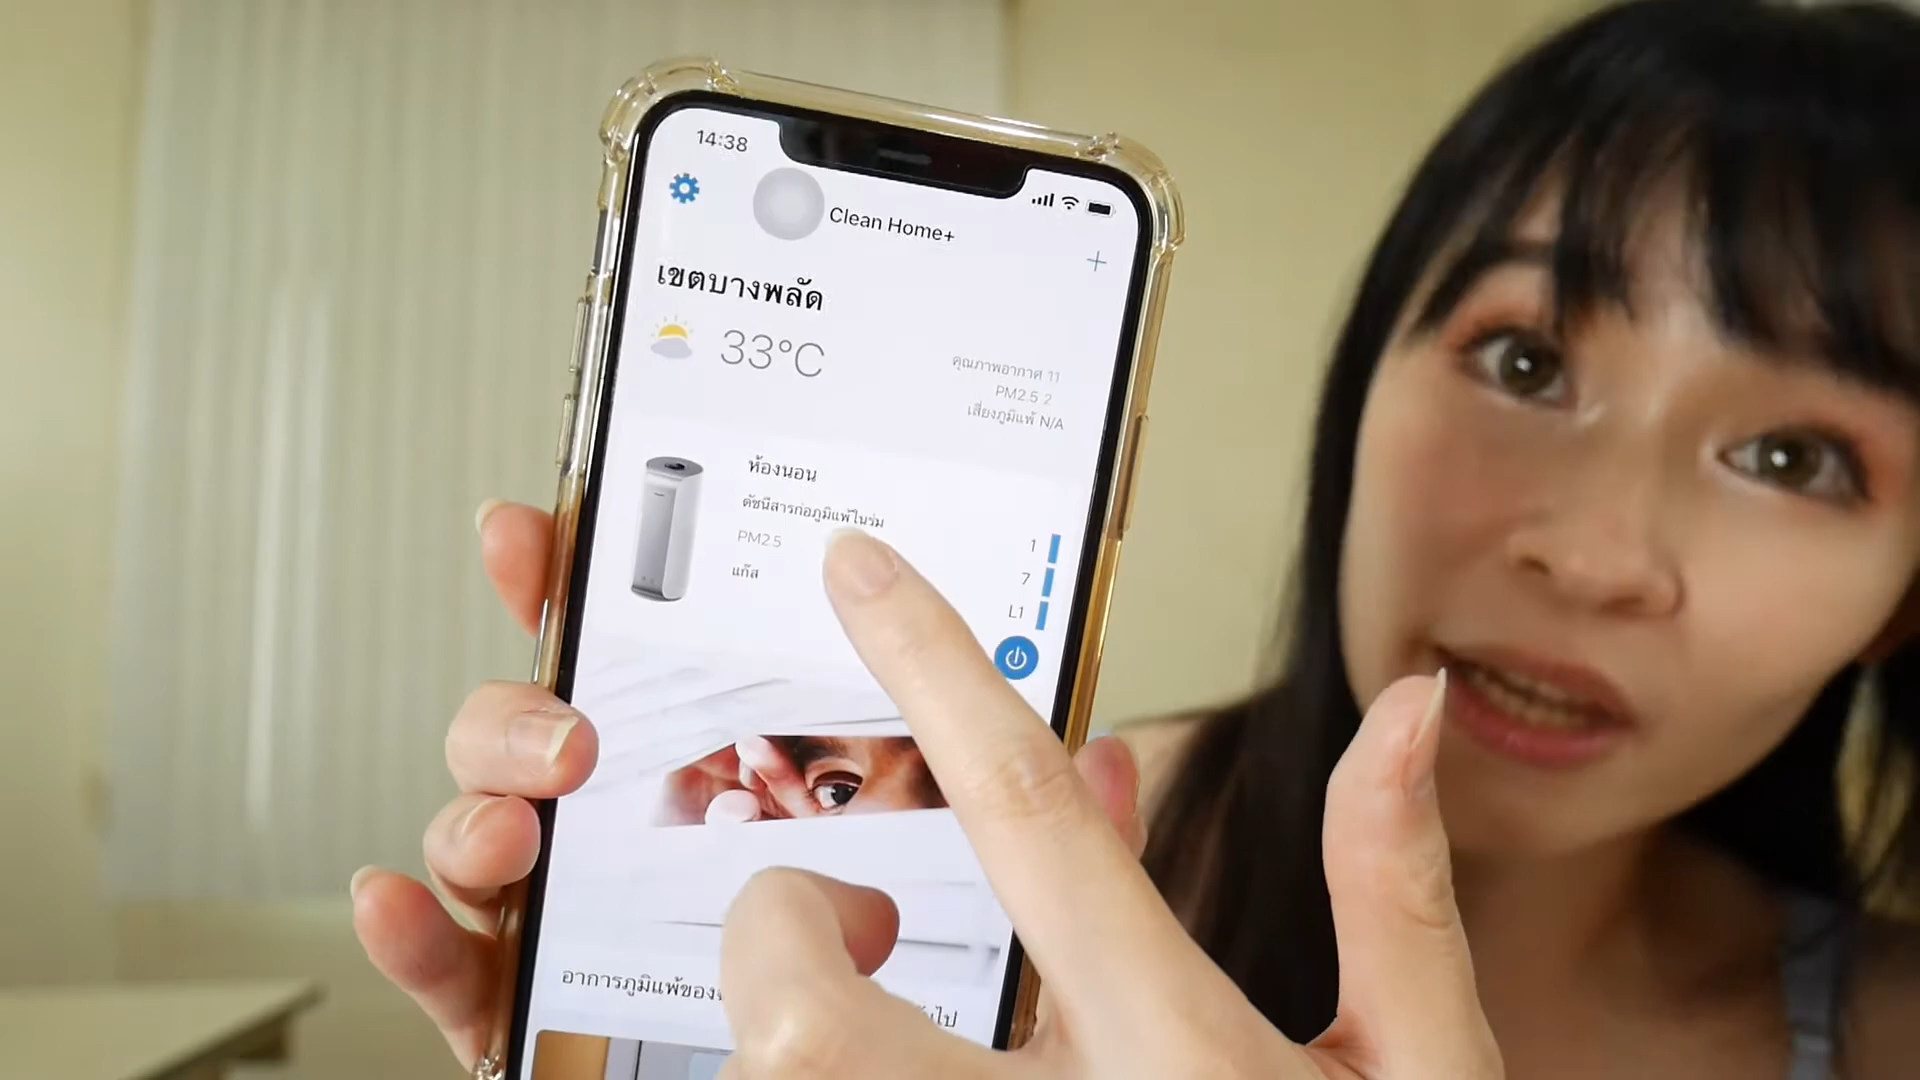 14:38
Clean Home+
เขตบางพลัด
33°C
คุณภาพอากาศ 11
PM2.5 2
เสี่ยงภูมิแพ้ N/A
ห้องนอน
ดัชนีสารก่อภูมิแพ้ในร่ม 1
PM2.5 7
แก๊ส L1
อาการภูมิแพ้ของ